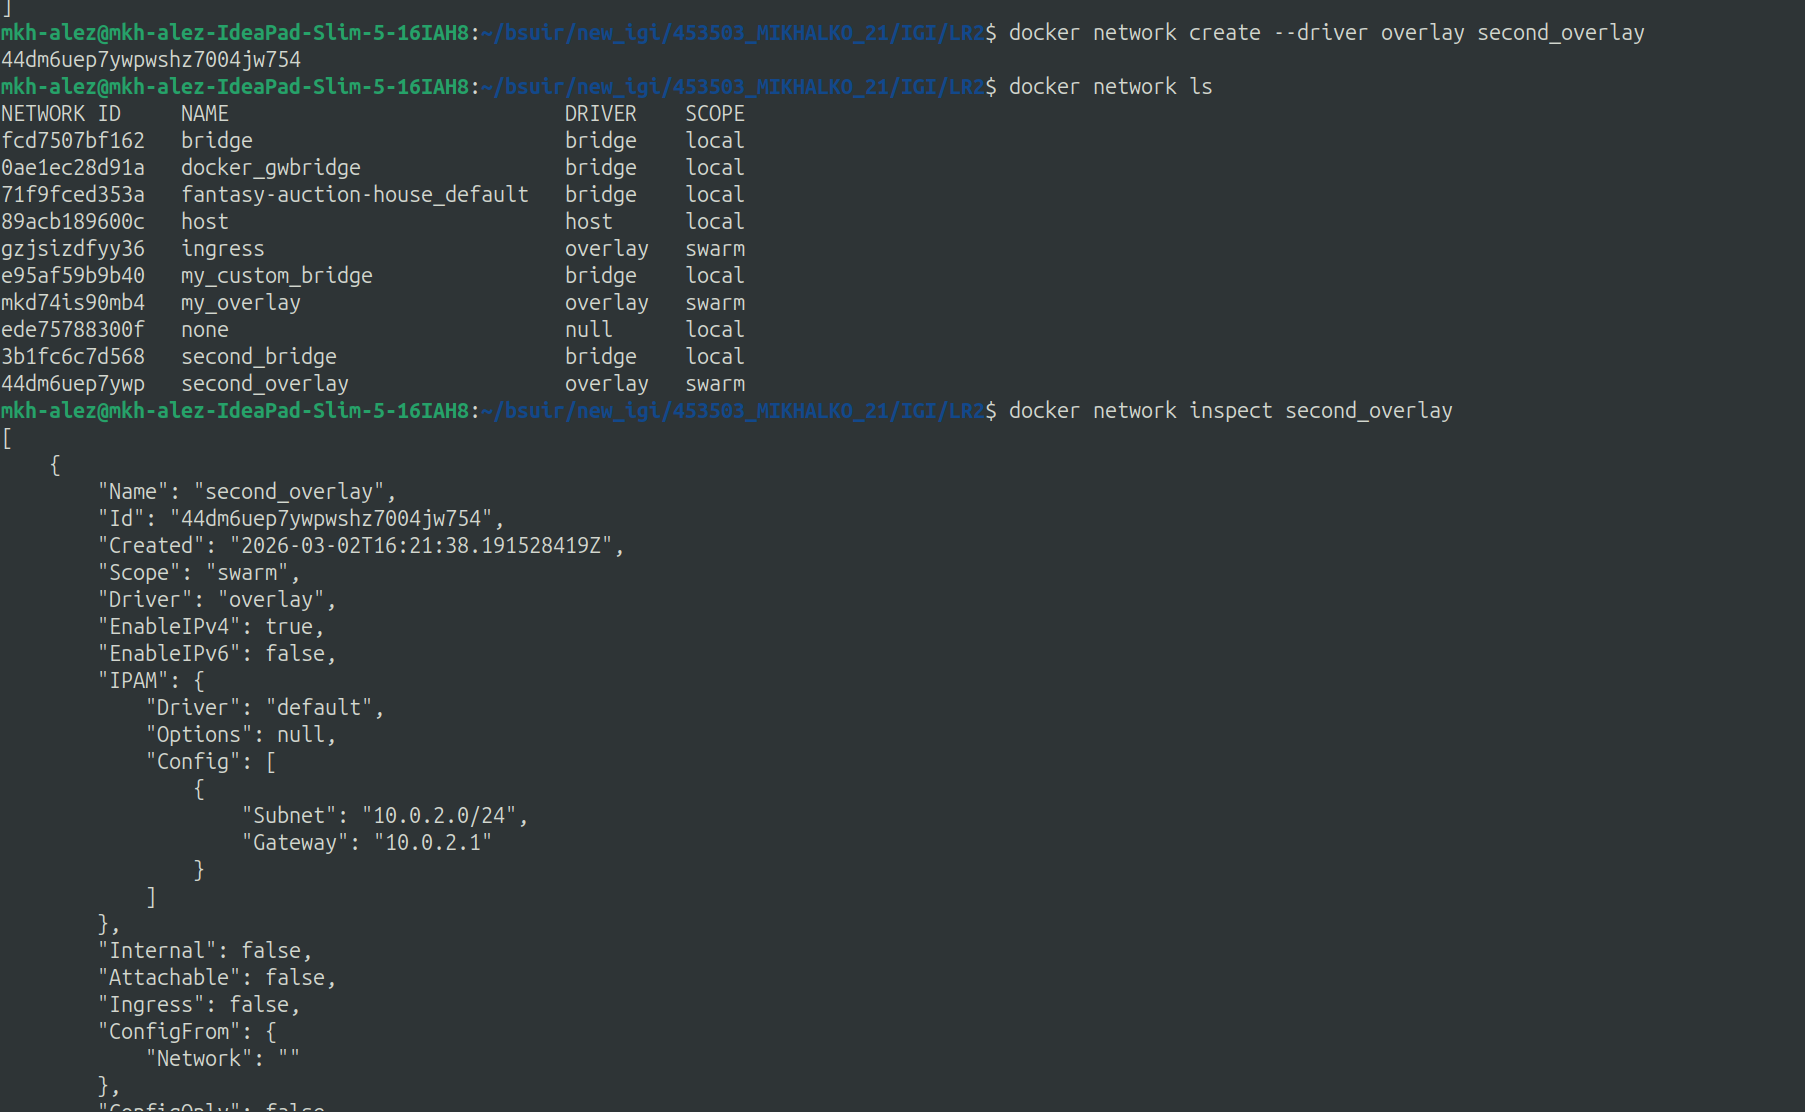 ]
mkh-alez@mkh-alez-IdeaPad-Slim-5-16IAH8:~/bsuir/new_igi/453503_MIKHALKO_21/IGI/LR2$ docker network create --driver overlay second_overlay
44dm6uep7ywpwshz7004jw754
mkh-alez@mkh-alez-IdeaPad-Slim-5-16IAH8:~/bsuir/new_igi/453503_MIKHALKO_21/IGI/LR2$ docker network ls
NETWORK ID     NAME                            DRIVER    SCOPE
fcd7507bf162   bridge                          bridge    local
0ae1ec28d91a   docker_gwbridge                 bridge    local
71f9fced353a   fantasy-auction-house_default   bridge    local
89acb189600c   host                            host      local
gzjsizdfyy36   ingress                         overlay   swarm
e95af59b9b40   my_custom_bridge                bridge    local
mkd74is90mb4   my_overlay                      overlay   swarm
ede75788300f   none                            null      local
3b1fc6c7d568   second_bridge                   bridge    local
44dm6uep7ywp   second_overlay                  overlay   swarm
mkh-alez@mkh-alez-IdeaPad-Slim-5-16IAH8:~/bsuir/new_igi/453503_MIKHALKO_21/IGI/LR2$ docker network inspect second_overlay
[
    {
        "Name": "second_overlay",
        "Id": "44dm6uep7ywpwshz7004jw754",
        "Created": "2026-03-02T16:21:38.191528419Z",
        "Scope": "swarm",
        "Driver": "overlay",
        "EnableIPv4": true,
        "EnableIPv6": false,
        "IPAM": {
            "Driver": "default",
            "Options": null,
            "Config": [
                {
                    "Subnet": "10.0.2.0/24",
                    "Gateway": "10.0.2.1"
                }
            ]
        },
        "Internal": false,
        "Attachable": false,
        "Ingress": false,
        "ConfigFrom": {
            "Network": ""
        },
        "ConfigOnly": false